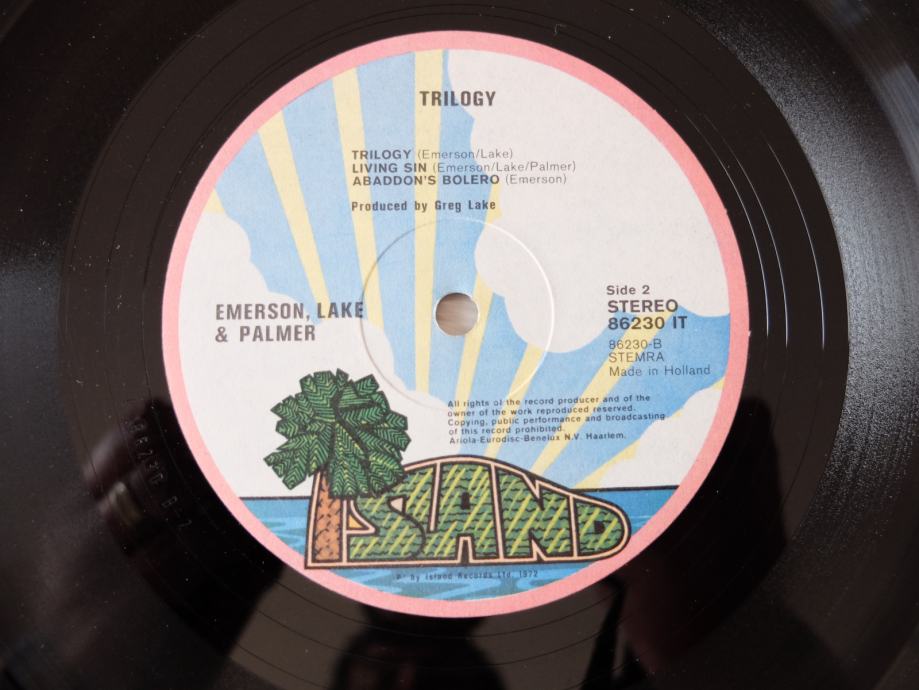 TRILOGY
TRILOGY (Emerson/Lake)
LIVING SIN (Emerson/Lake/Palmer)
ABADDON'S BOLERO (Emerson)
Produced by Greg Lake
EMERSON, LAKE
& PALMER
Side 2
STEREO
86230 IT
86230-B
STEMRA
Made in Holland
All rights of the record producer and of the
owner of the work reproduced reserved.
Copying, public performance and broadcasting
of this record prohibited.
Ariola-Eurodisc-Benelux N.V. Haarlem.
ISLAND
by Island Records Ltd. 1972